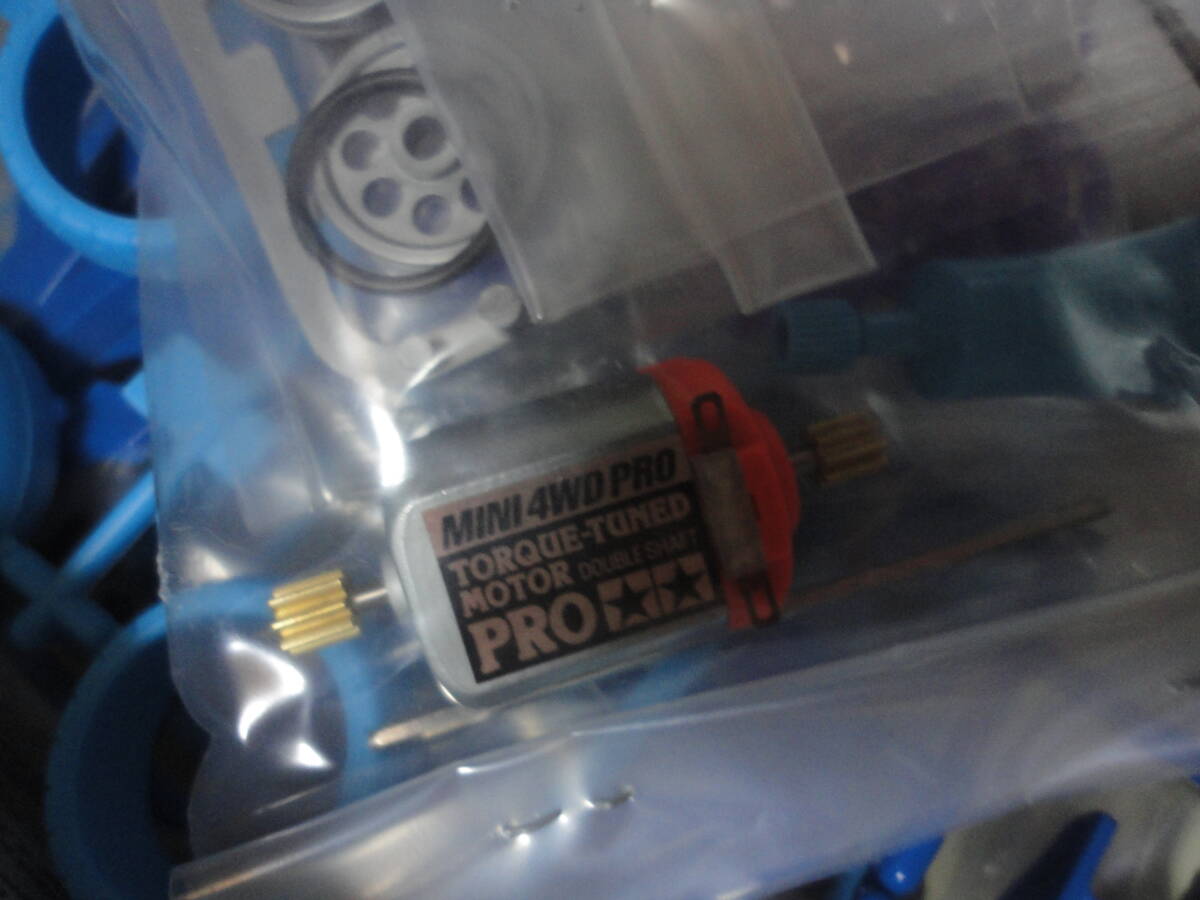 MINI 4WD PRO
TORQUE-TUNED
MOTOR DOUBLE SHAFT
PRO